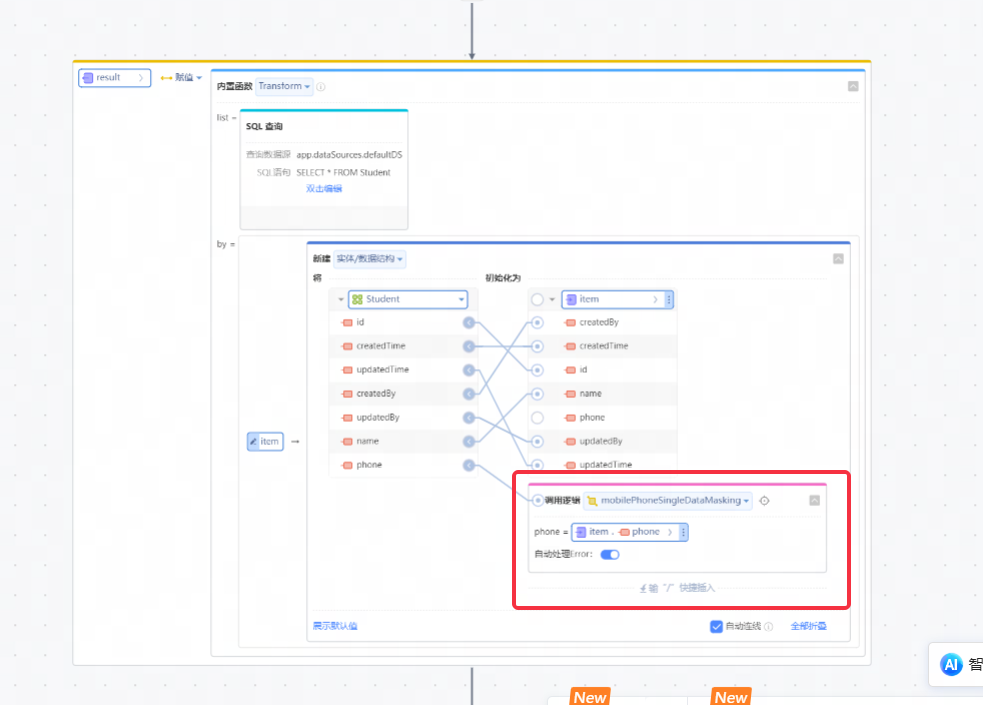 result 赋值
内置函数 Transform
list =
SQL 查询
查询数据源 app.dataSources.defaultDS
SQL语句 SELECT * FROM Student
双击编辑
by =
新建 实体/数据结构
将 初始化为
Student item
id createdBy
createdTime createdTime
updatedTime id
createdBy name
updatedBy phone
item name updatedBy
phone updatedTime
调用逻辑 mobilePhoneSingleDataMasking
phone = item . phone
自动处理Error:
输 "/" 快捷插入
展示默认值 自动连线 全部折叠
AI 智
New New